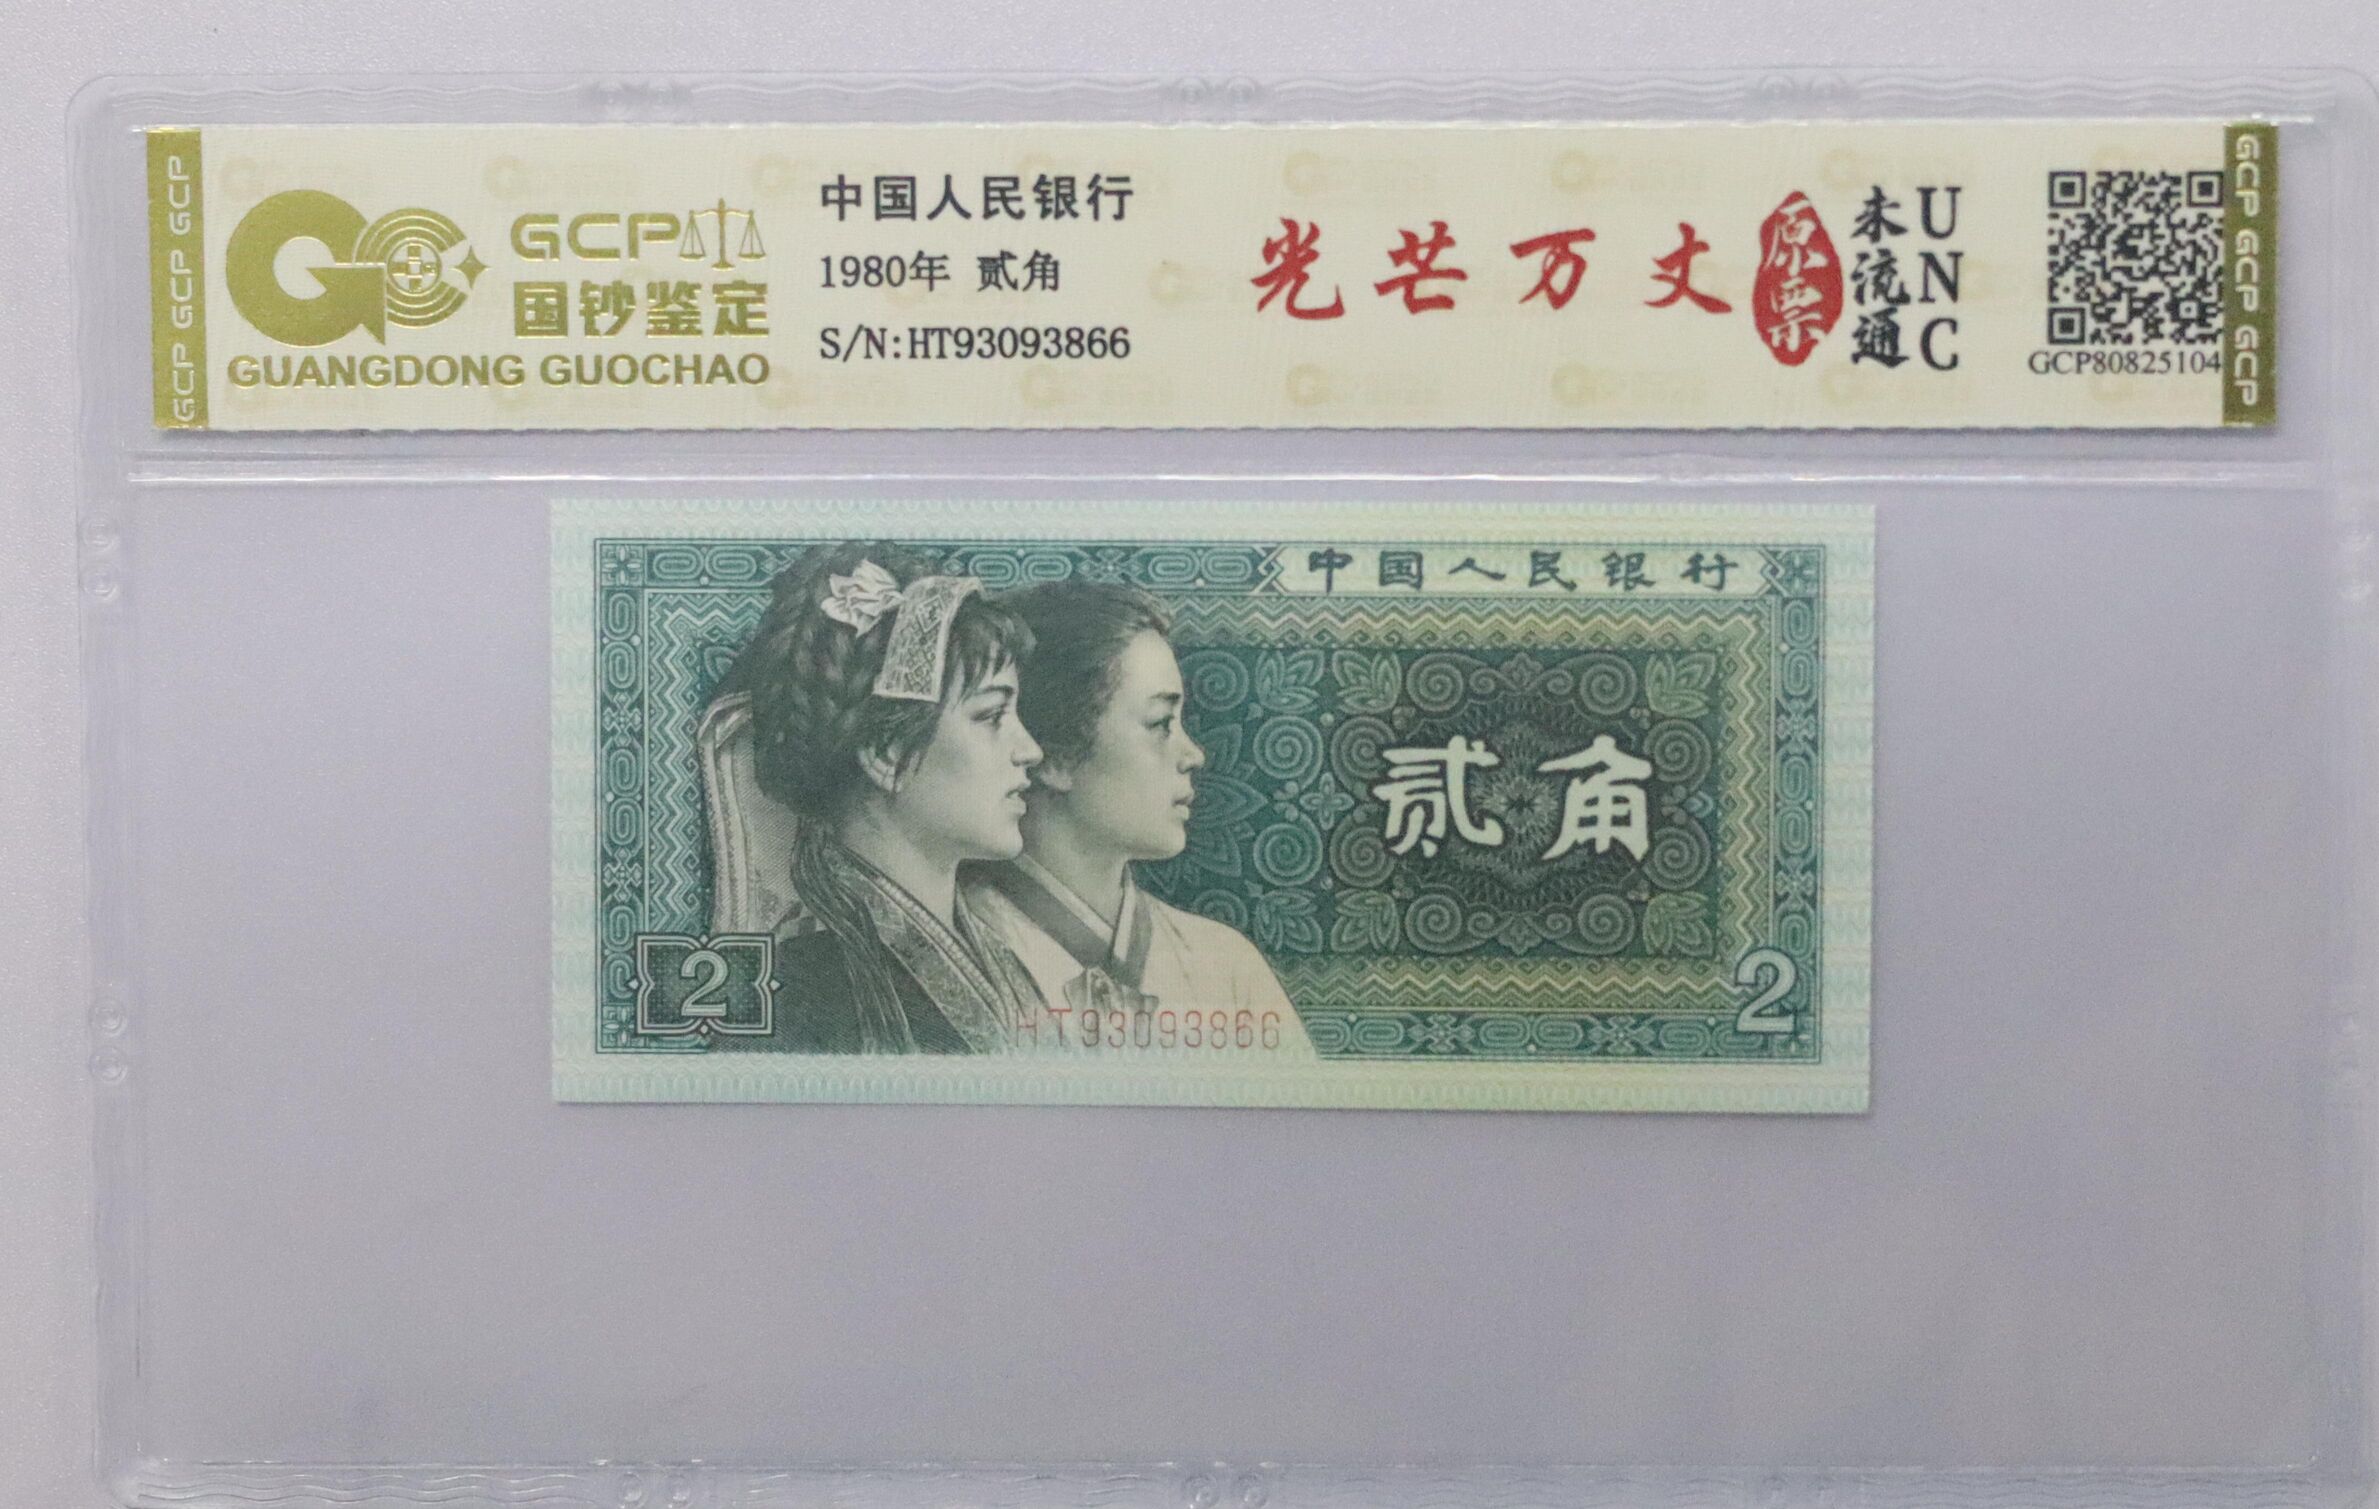 GCP GCP GCP
GCP
国钞鉴定
GUANGDONG GUOCHAO
中国人民银行
1980年 贰角
S/N:HT93093866
光芒万丈
原票
未流通
UNC
GCP80825104
GCP GCP GCP
中国人民银行
贰角
2
HT93093866
2